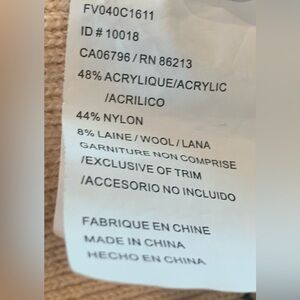 FV040C1611
ID # 10018
CA06796 / RN 86213
48% ACRYLIQUE/ACRYLIC
/ACRILICO
44% NYLON
8% LAINE / WOOL / LANA
GARNITURE NON COMPRISE
/EXCLUSIVE OF TRIM
/ACCESORIO NO INCLUIDO
FABRIQUE EN CHINE
MADE IN CHINA
HECHO EN CHINA